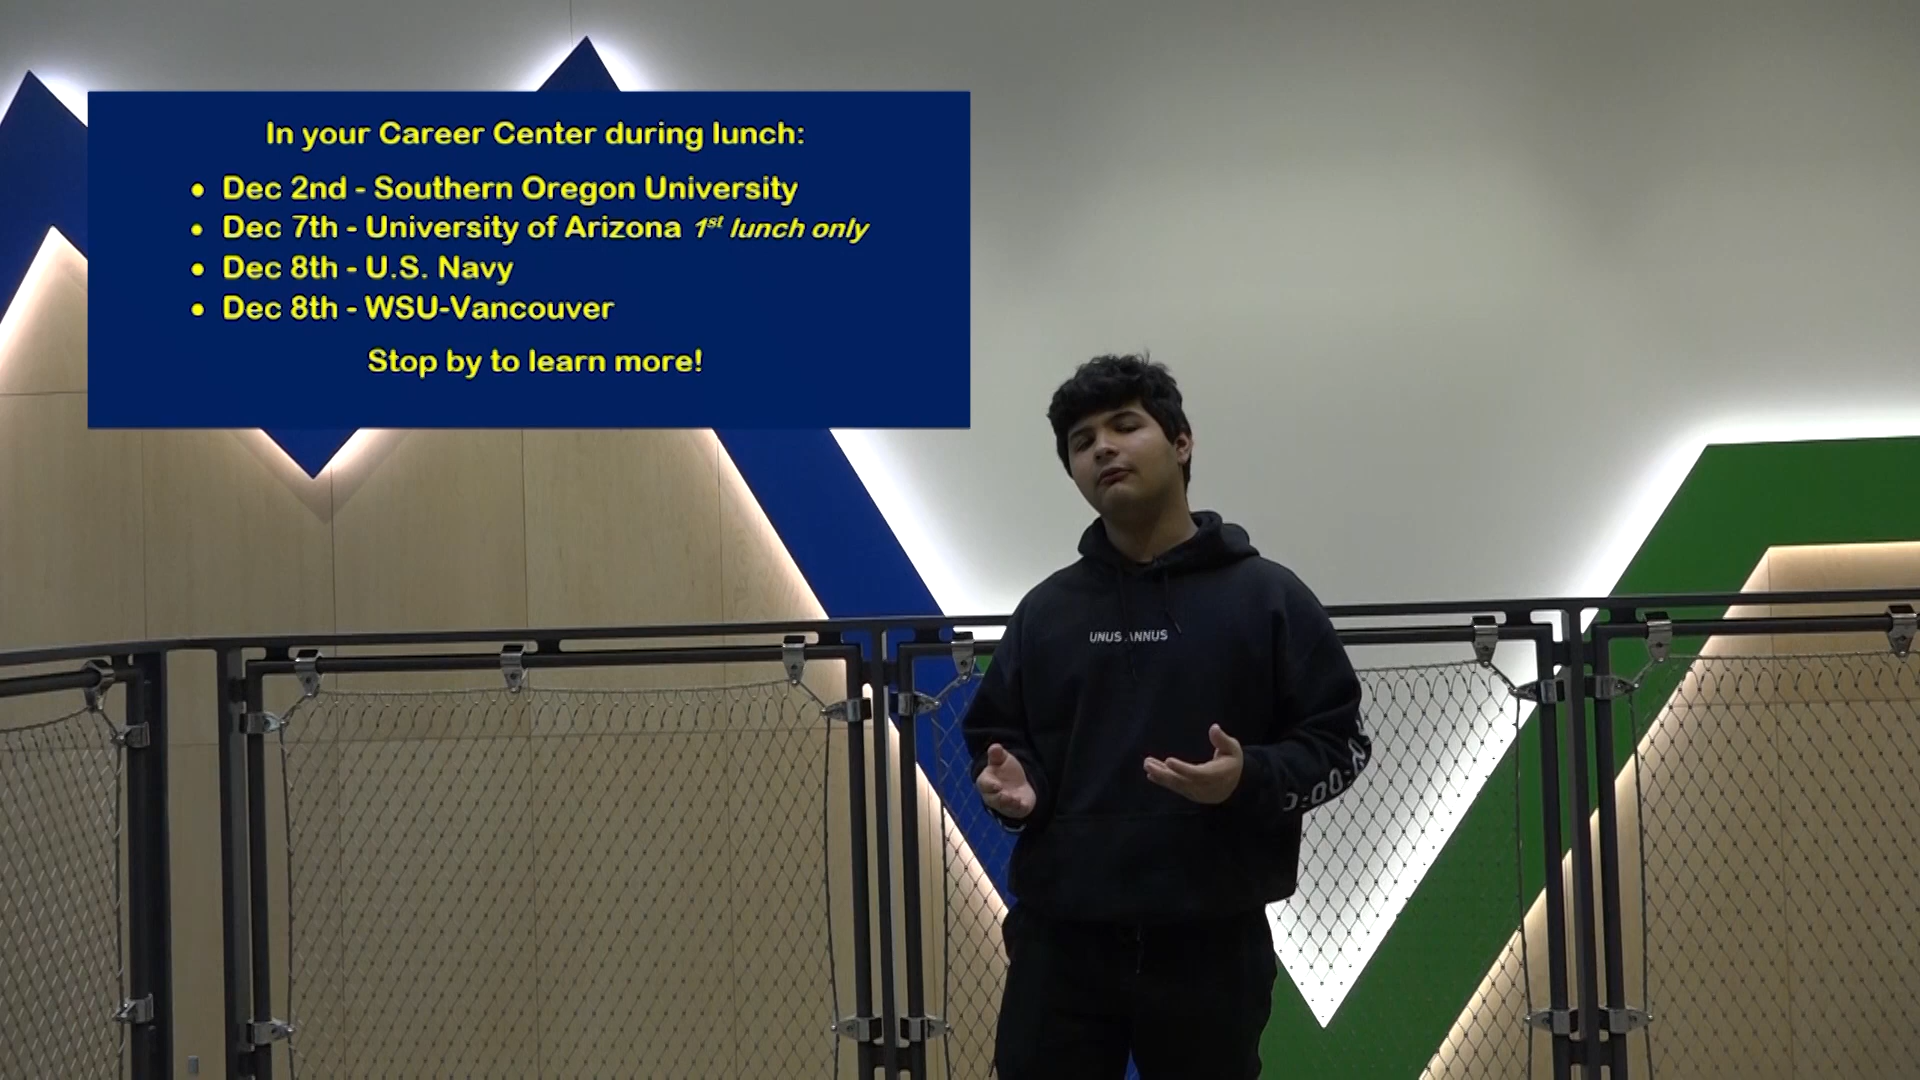 In your Career Center during lunch:
• Dec 2nd - Southern Oregon University
• Dec 7th - University of Arizona 1st lunch only
• Dec 8th - U.S. Navy
• Dec 8th - WSU-Vancouver
Stop by to learn more!
UNUS ANNUS